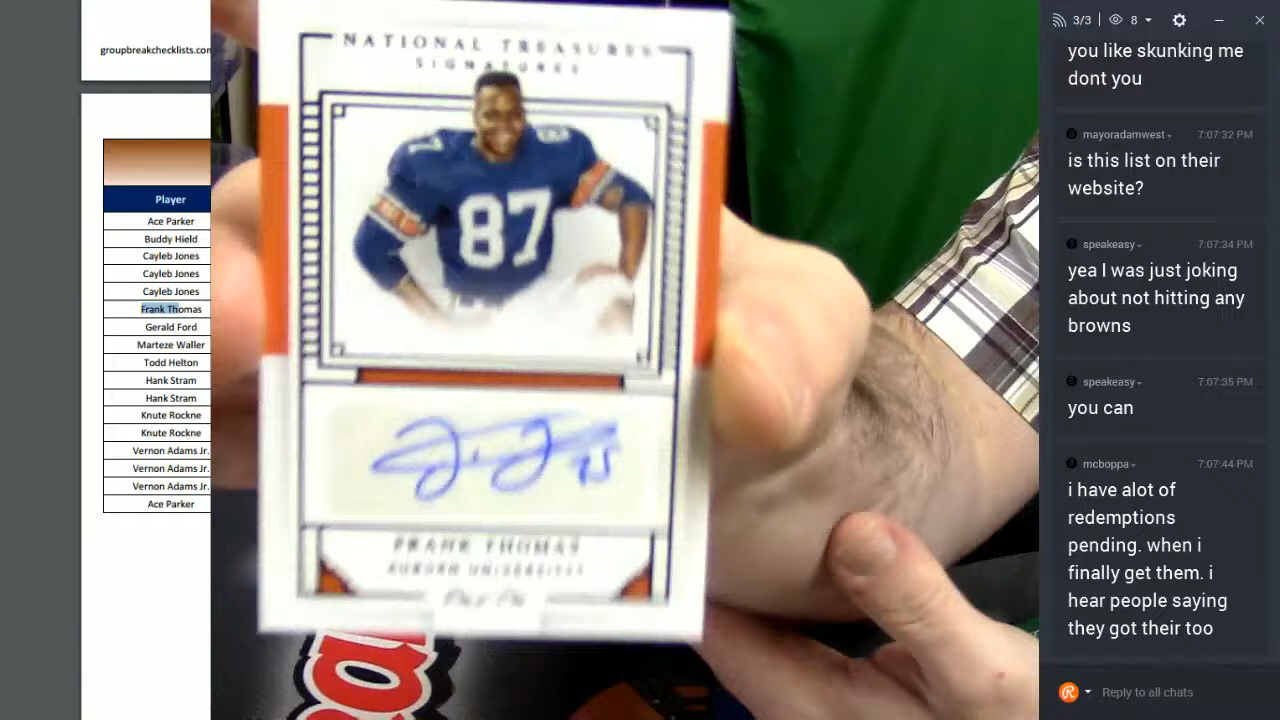 groupbreakchecklists.com
Player
Ace Parker
Buddy Hield
Cayleb Jones
Cayleb Jones
Cayleb Jones
Frank Thomas
Gerald Ford
Marteze Waller
Todd Helton
Hank Stram
Hank Stram
Knute Rockne
Knute Rockne
Vernon Adams Jr.
Vernon Adams Jr.
Vernon Adams Jr.
Ace Parker
NATIONAL TREASURES
SIGNATURES
87
87
FRANK THOMAS
AUBURN UNIVERSITY
3/3
8
you like skunking me
dont you
mayoradamwest
7:07:32 PM
is this list on their
website?
speakeasy
7:07:34 PM
yea I was just joking
about not hitting any
browns
speakeasy
7:07:35 PM
you can
mcboppa
7:07:44 PM
i have alot of
redemptions
pending. when i
finally get them. i
hear people saying
they got their too
Reply to all chats